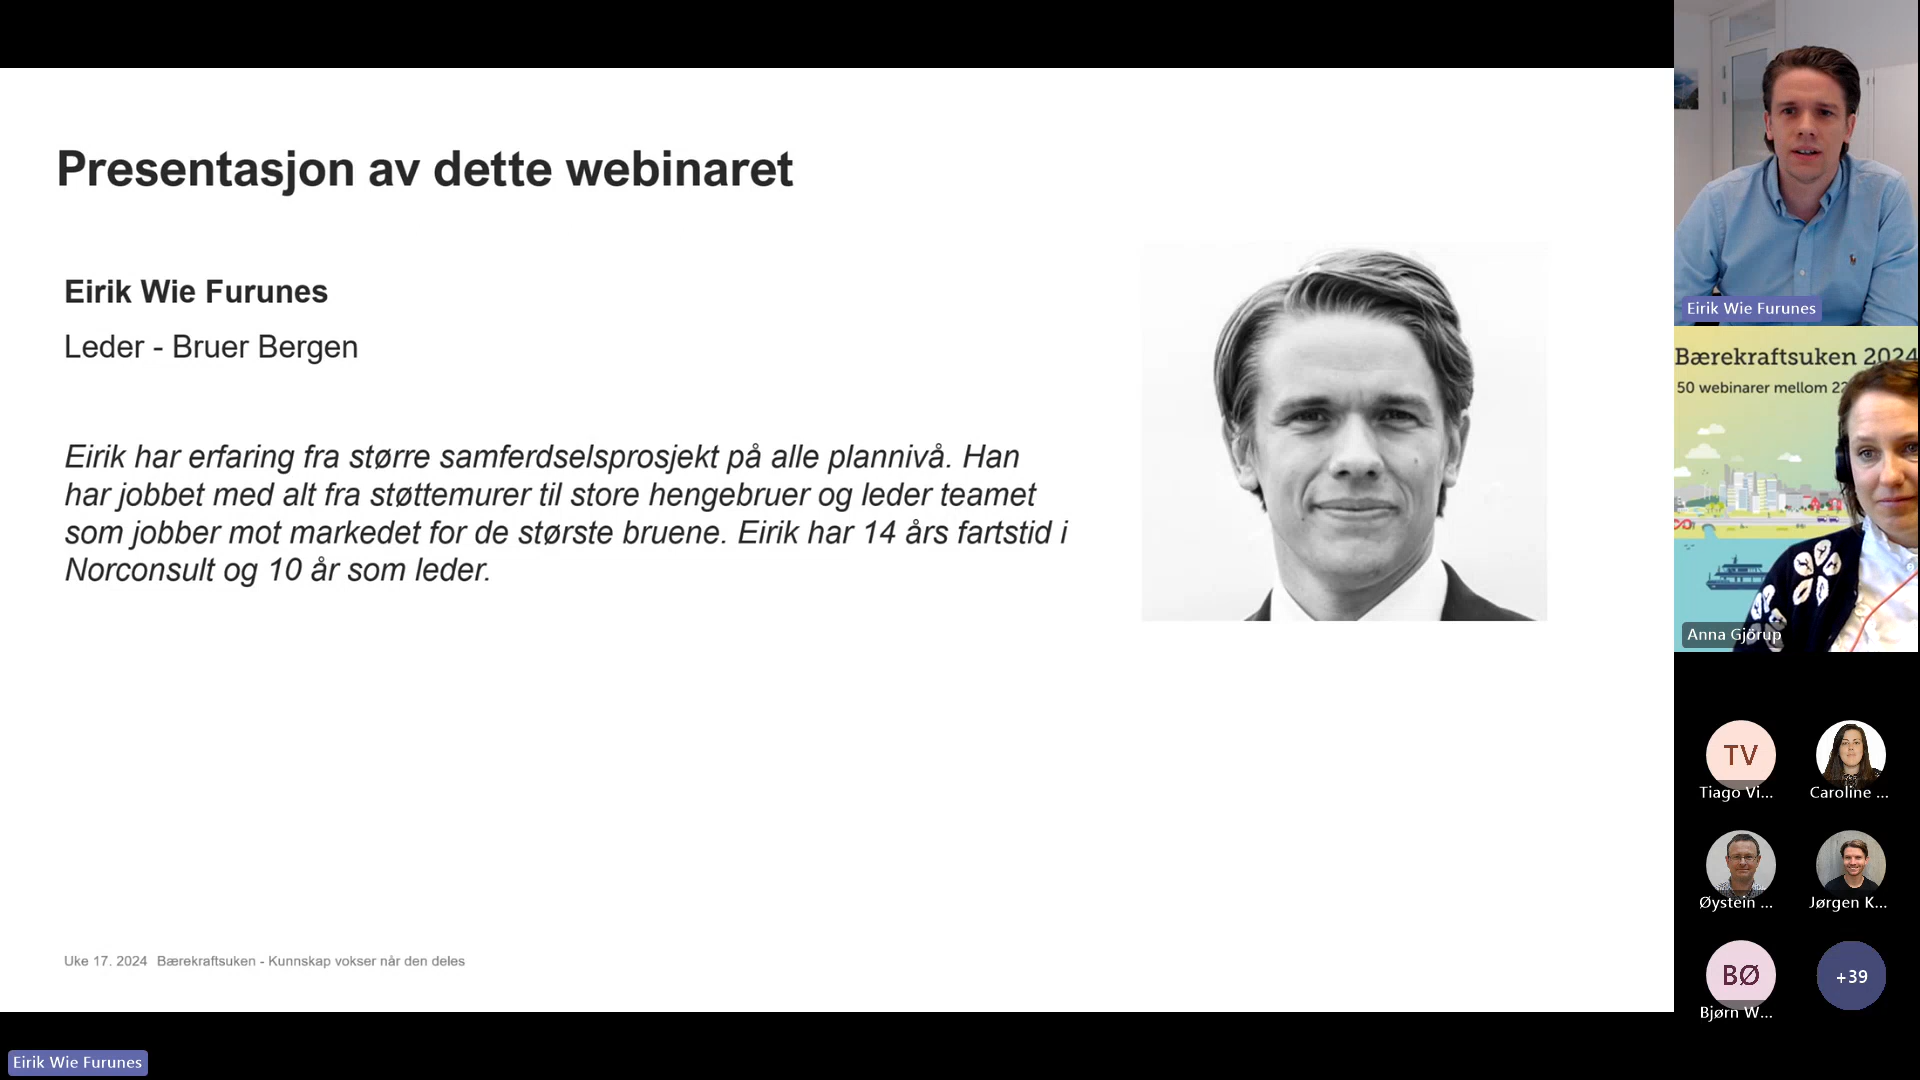 Presentasjon av dette webinaret
Eirik Wie Furunes
Leder - Bruer Bergen
Eirik har erfaring fra større samferdselsprosjekt på alle plannivå. Han
har jobbet med alt fra støttemurer til store hengebruer og leder teamet
som jobber mot markedet for de største bruene. Eirik har 14 års fartstid i
Norconsult og 10 år som leder.
Uke 17. 2024 Bærekraftsuken - Kunnskap vokser når den deles
Eirik Wie Furunes
Eirik Wie Furunes
Bærekraftsuken 2024
50 webinarer mellom 22
Anna Gjörup
TV
Tiago Vi...
Caroline ...
Øystein ...
Jørgen K...
BØ
Bjørn W...
+39